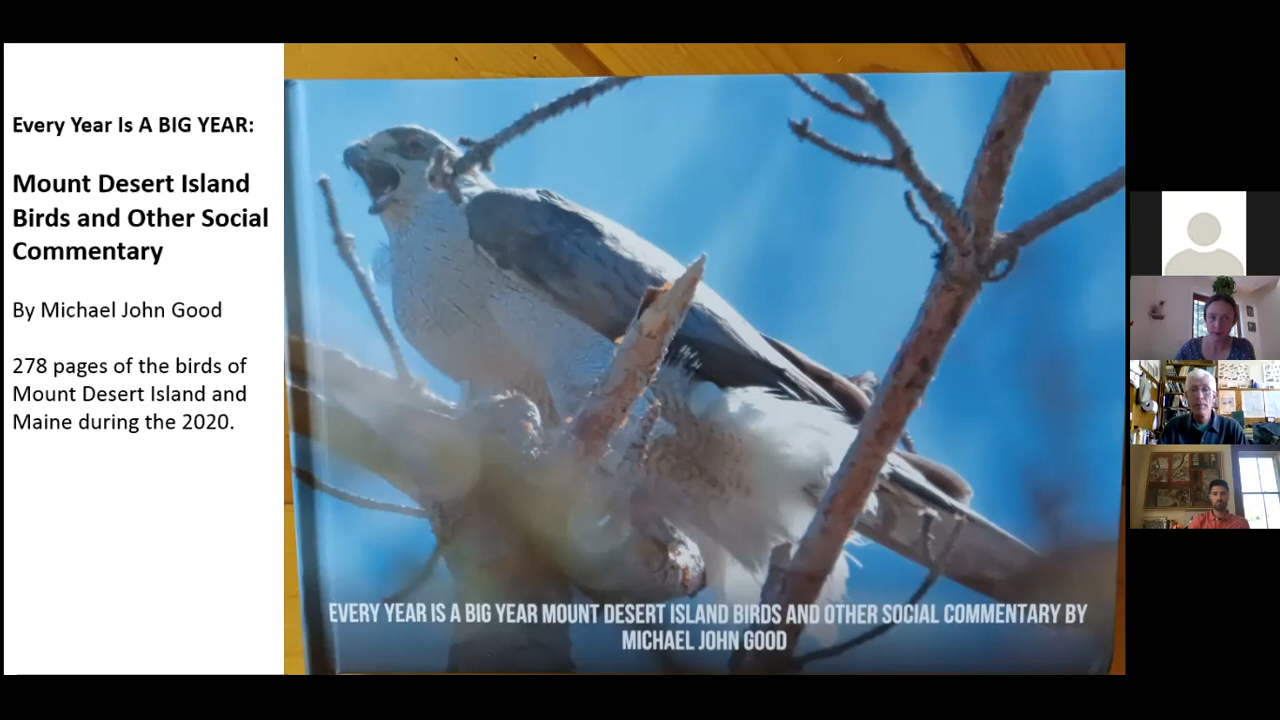 Every Year Is A BIG YEAR:
Mount Desert Island
Birds and Other Social
Commentary
By Michael John Good
278 pages of the birds of
Mount Desert Island and
Maine during the 2020.
EVERY YEAR IS A BIG YEAR MOUNT DESERT ISLAND BIRDS AND OTHER SOCIAL COMMENTARY BY
MICHAEL JOHN GOOD